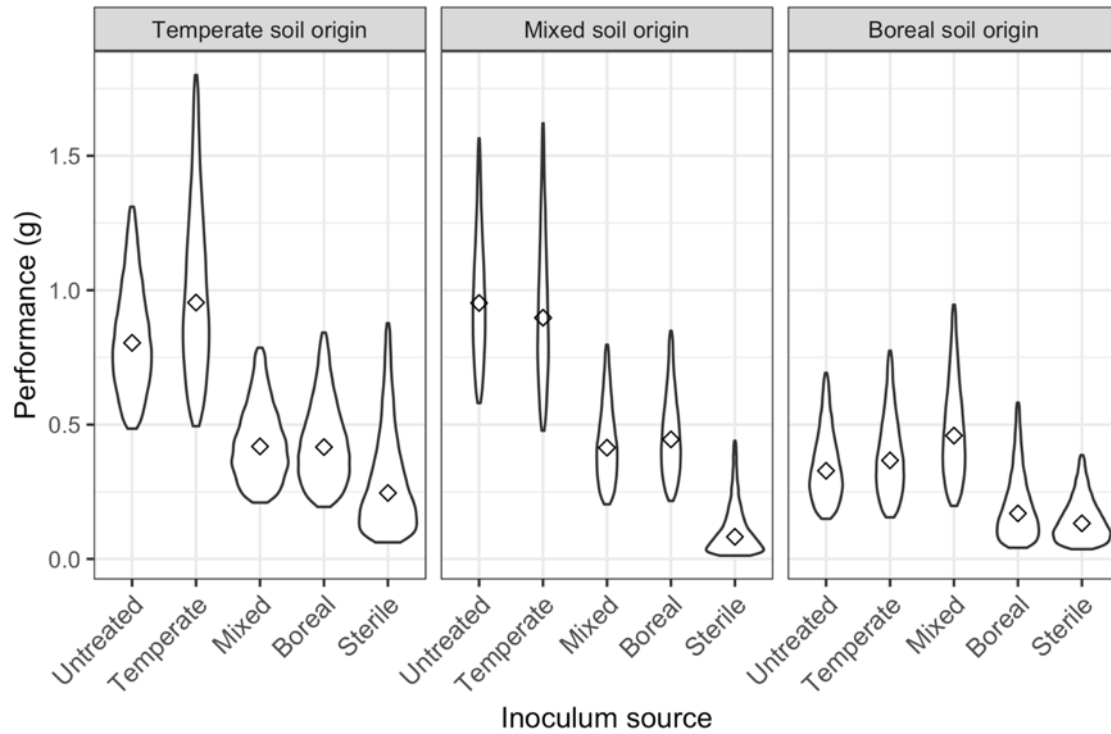 Temperate soil origin Mixed soil origin Boreal soil origin
Performance (g)
1.5
1.0
0.5
0.0
Untreated Temperate Mixed Boreal Sterile Untreated Temperate Mixed Boreal Sterile Untreated Temperate Mixed Boreal Sterile
Inoculum source